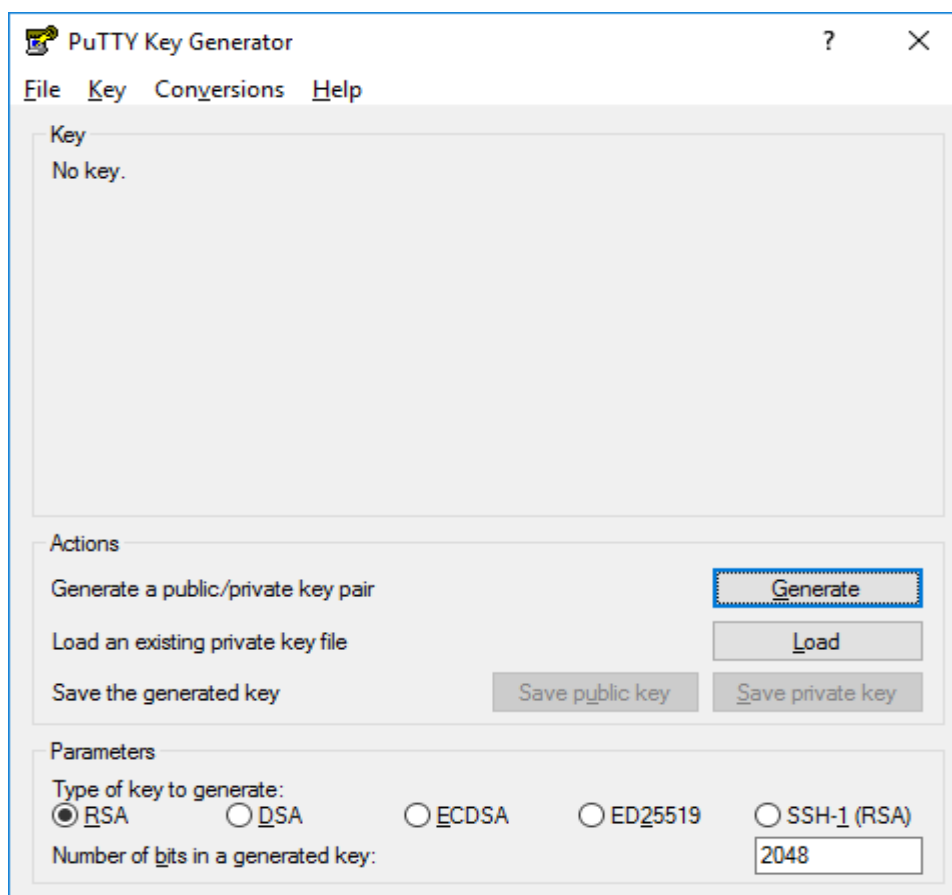 PuTTY Key Generator ?
File Key Conversions Help
Key
No key.
Actions
Generate a public/private key pair Generate
Load an existing private key file Load
Save the generated key Save public key Save private key
Parameters
Type of key to generate:
RSA DSA ECDSA ED25519 SSH-1 (RSA)
Number of bits in a generated key: 2048